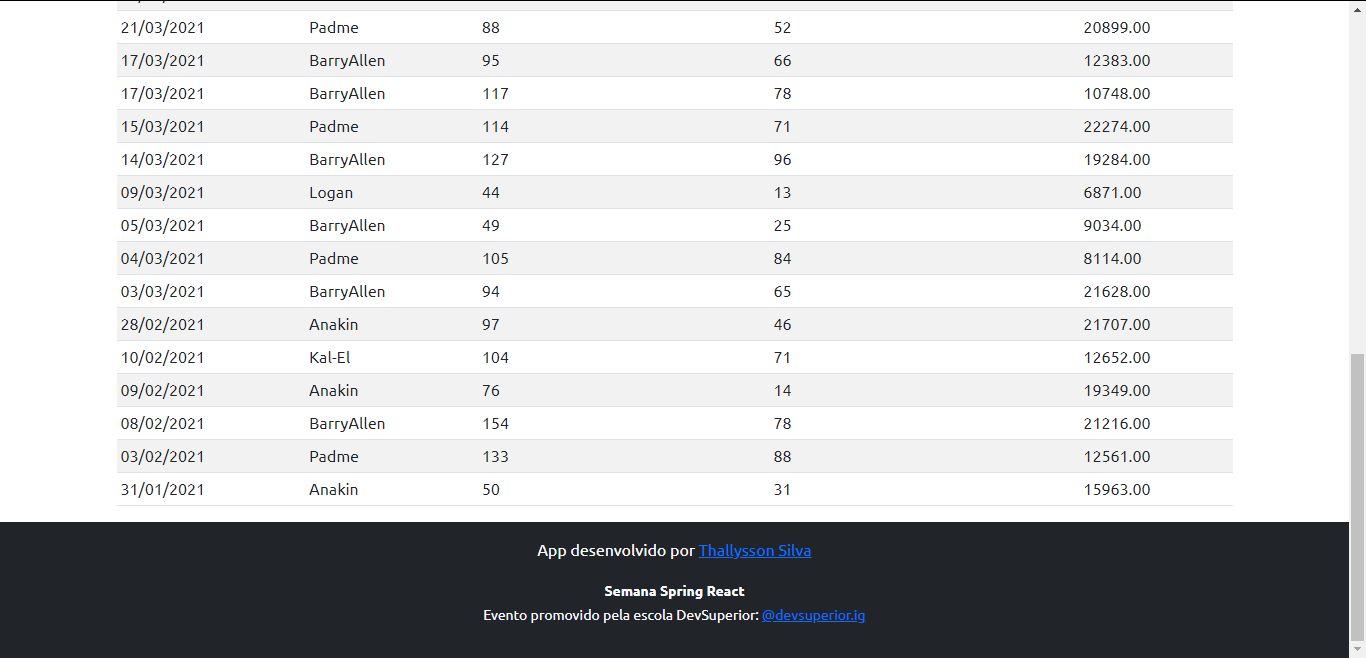 21/03/2021 Padme 88 52 20899.00
17/03/2021 BarryAllen 95 66 12383.00
17/03/2021 BarryAllen 117 78 10748.00
15/03/2021 Padme 114 71 22274.00
14/03/2021 BarryAllen 127 96 19284.00
09/03/2021 Logan 44 13 6871.00
05/03/2021 BarryAllen 49 25 9034.00
04/03/2021 Padme 105 84 8114.00
03/03/2021 BarryAllen 94 65 21628.00
28/02/2021 Anakin 97 46 21707.00
10/02/2021 Kal-El 104 71 12652.00
09/02/2021 Anakin 76 14 19349.00
08/02/2021 BarryAllen 154 78 21216.00
03/02/2021 Padme 133 88 12561.00
31/01/2021 Anakin 50 31 15963.00
App desenvolvido por Thallysson Silva
Semana Spring React
Evento promovido pela escola DevSuperior: @devsuperior.ig